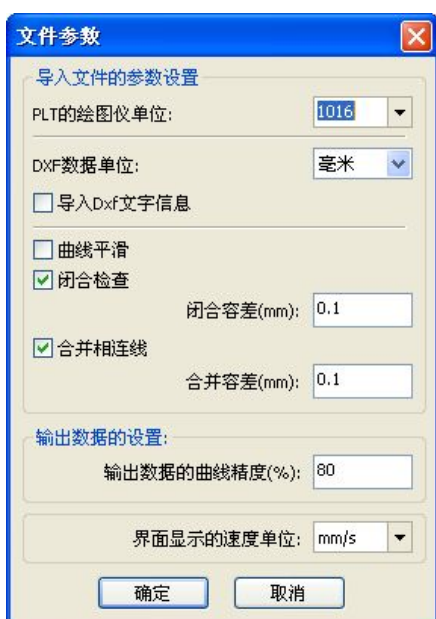 文件参数
导入文件的参数设置
PLT的绘图仪单位: 1016
DXF数据单位: 毫米
导入Dxf文字信息
曲线平滑
闭合检查
闭合容差(mm): 0.1
合并相连线
合并容差(mm): 0.1
输出数据的设置:
输出数据的曲线精度(%): 80
界面显示的速度单位: mm/s
确定 取消